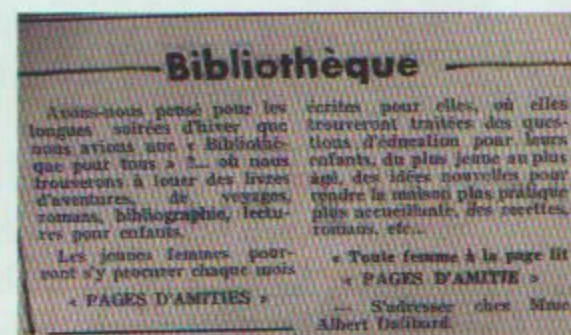 Bibliothèque
Avons-nous pensé pour les
longues soirées d'hiver que
nous avions une « Bibliothè-
que pour tous » ?... où nous
trouverons à louer des livres
d'aventures, de voyages,
romans, bibliographie, lectu-
res pour enfants.
Les jeunes femmes pour-
ront s'y procurer chaque mois
« PAGES D'AMITIES »
écrites pour elles, où elles
trouveront traitées des ques-
tions d'éducation pour leurs
enfants, du plus jeune au plus
âgé, des idées nouvelles pour
rendre la maison plus pratique
plus accueillante, des recettes,
romans, etc...
« Toute femme à la page lit
« PAGES D'AMITIE »
— S'adresser chez Mme
Albert